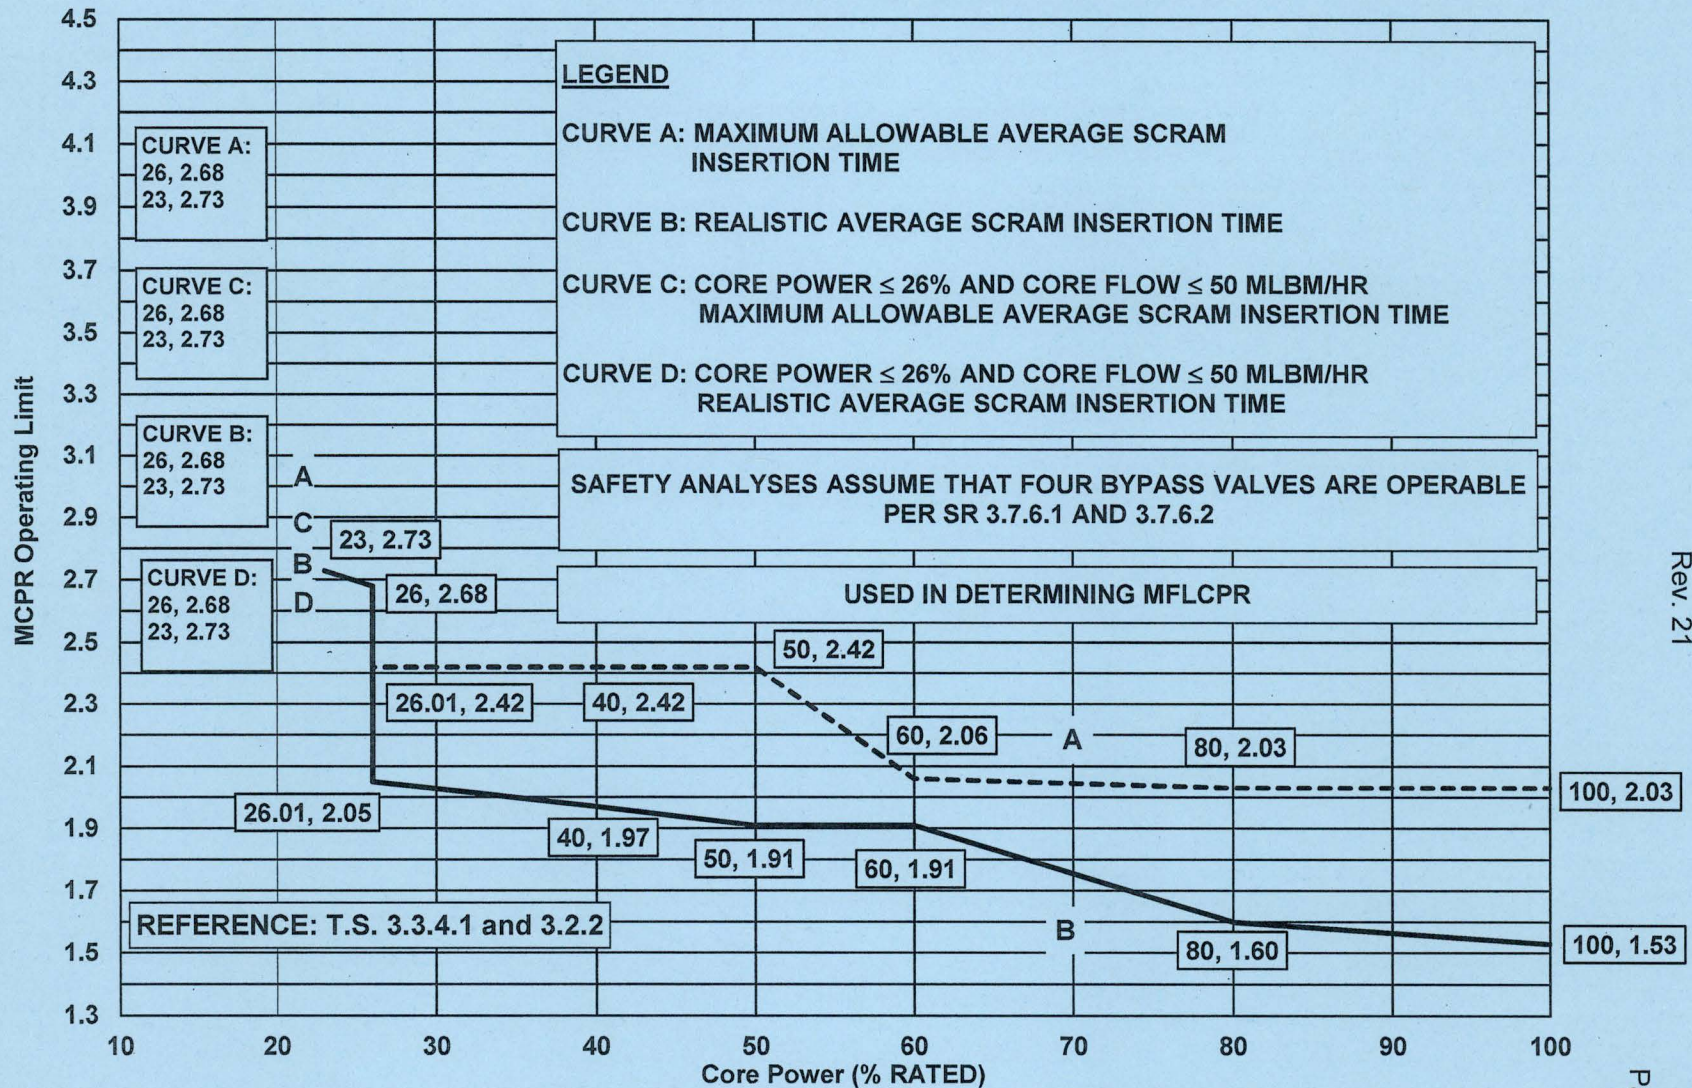 4.5
4.3
4.1
3.9
3.7
3.5
3.3
3.1
2.9
2.7
2.5
2.3
2.1
1.9
1.7
1.5
1.3
MCPR Operating Limit
LEGEND
CURVE A: MAXIMUM ALLOWABLE AVERAGE SCRAM
INSERTION TIME
CURVE B: REALISTIC AVERAGE SCRAM INSERTION TIME
CURVE C: CORE POWER ≤ 26% AND CORE FLOW ≤ 50 MLBM/HR
MAXIMUM ALLOWABLE AVERAGE SCRAM INSERTION TIME
CURVE D: CORE POWER ≤ 26% AND CORE FLOW ≤ 50 MLBM/HR
REALISTIC AVERAGE SCRAM INSERTION TIME
SAFETY ANALYSES ASSUME THAT FOUR BYPASS VALVES ARE OPERABLE
PER SR 3.7.6.1 AND 3.7.6.2
USED IN DETERMINING MFLCPR
CURVE A:
26, 2.68
23, 2.73
CURVE C:
26, 2.68
23, 2.73
CURVE B:
26, 2.68
23, 2.73
CURVE D:
26, 2.68
23, 2.73
A
C
B
D
23, 2.73
26, 2.68
50, 2.42
26.01, 2.42
40, 2.42
60, 2.06
A
80, 2.03
100, 2.03
26.01, 2.05
40, 1.97
50, 1.91
60, 1.91
B
80, 1.60
100, 1.53
REFERENCE: T.S. 3.3.4.1 and 3.2.2
10 20 30 40 50 60 70 80 90 100
Core Power (% RATED)
Rev. 21
P